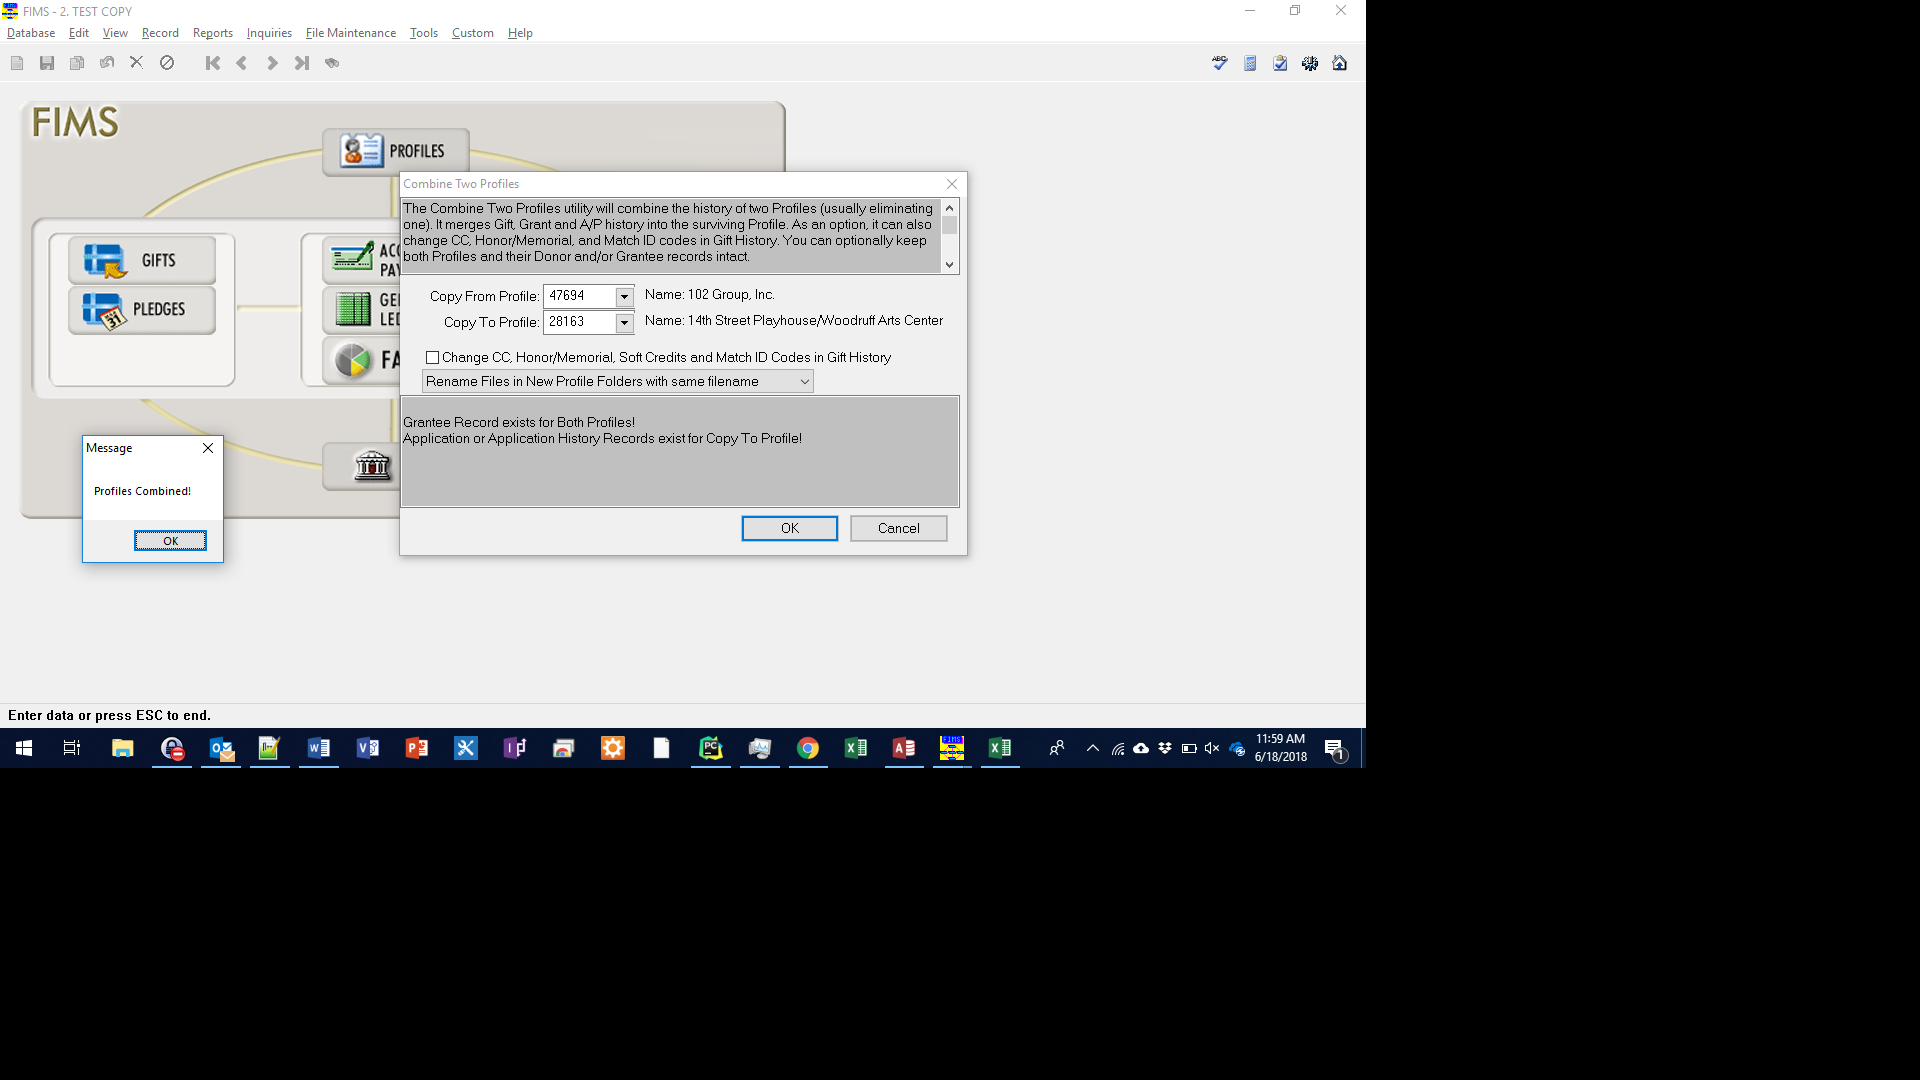 FIMS - 2. TEST COPY
Database Edit View Record Reports Inquiries File Maintenance Tools Custom Help
ABC
FIMS
PROFILES
GIFTS
PLEDGES
31
Combine Two Profiles
The Combine Two Profiles utility will combine the history of two Profiles (usually eliminating
one). It merges Gift, Grant and A/P history into the surviving Profile. As an option, it can also
change CC, Honor/Memorial, and Match ID codes in Gift History. You can optionally keep
both Profiles and their Donor and/or Grantee records intact.
Copy From Profile: 47694 Name: 102 Group, Inc.
Copy To Profile: 28163 Name: 14th Street Playhouse/Woodruff Arts Center
Change CC, Honor/Memorial, Soft Credits and Match ID Codes in Gift History
Rename Files in New Profile Folders with same filename
Grantee Record exists for Both Profiles!
Application or Application History Records exist for Copy To Profile!
OK Cancel
Message
Profiles Combined!
OK
Enter data or press ESC to end.
FIMS
11:59 AM
6/18/2018
1